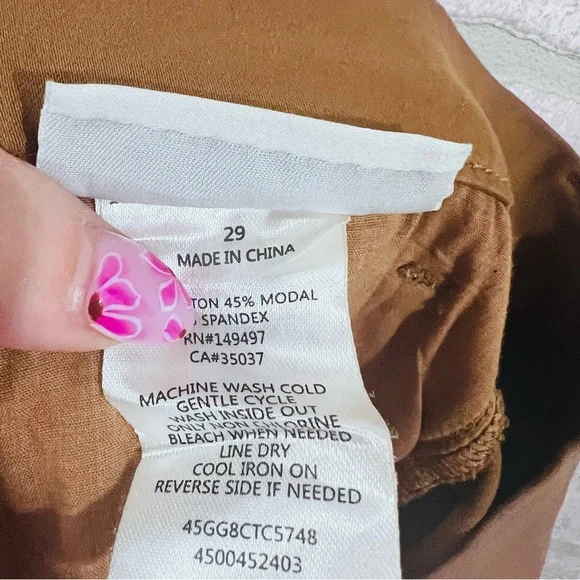 29
MADE IN CHINA
45% MODAL
SPANDEX
RN#149497
CA#35037
MACHINE WASH COLD
GENTLE CYCLE
WASH INSIDE OUT
ONLY NON CHLORINE
BLEACH WHEN NEEDED
LINE DRY
COOL IRON ON
REVERSE SIDE IF NEEDED
45GG8CTC5748
4500452403